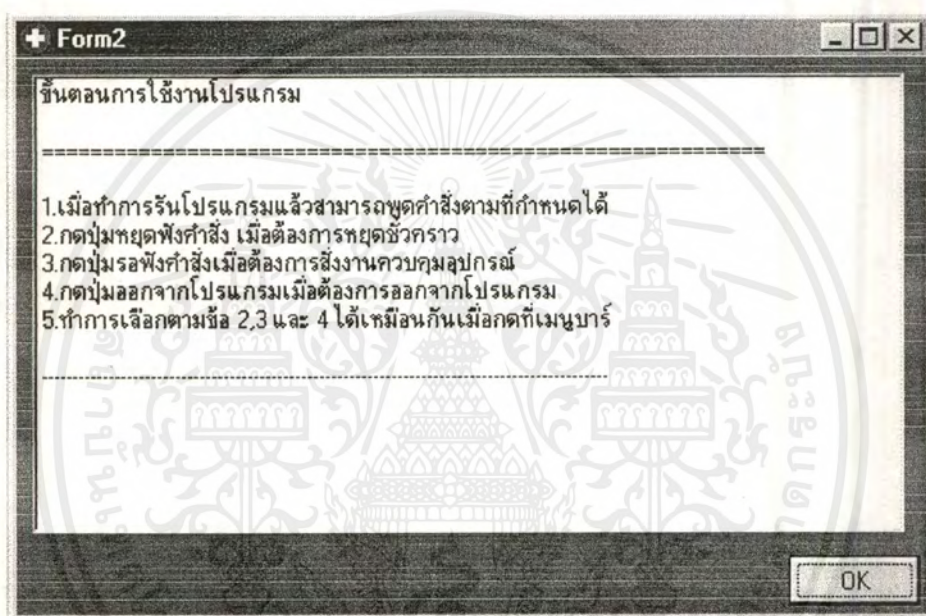 Form2
ขั้นตอนการใช้งานโปรแกรม
============================================================
1.เมื่อทำการรันโปรแกรมแล้วสามารถพูดคำสั่งตามที่กำหนดได้
2.กดปุ่มหยุดฟังคำสั่ง เมื่อต้องการหยุดชั่วคราว
3.กดปุ่มรอฟังคำสั่งเมื่อต้องการสั่งงานควบคุมอุปกรณ์
4.กดปุ่มออกจากโปรแกรมเมื่อต้องการออกจากโปรแกรม
5.ทำการเลือกตามข้อ 2,3 และ 4 ได้เหมือนกันเมื่อกดที่เมนูบาร์
------------------------------------------------------------
OK